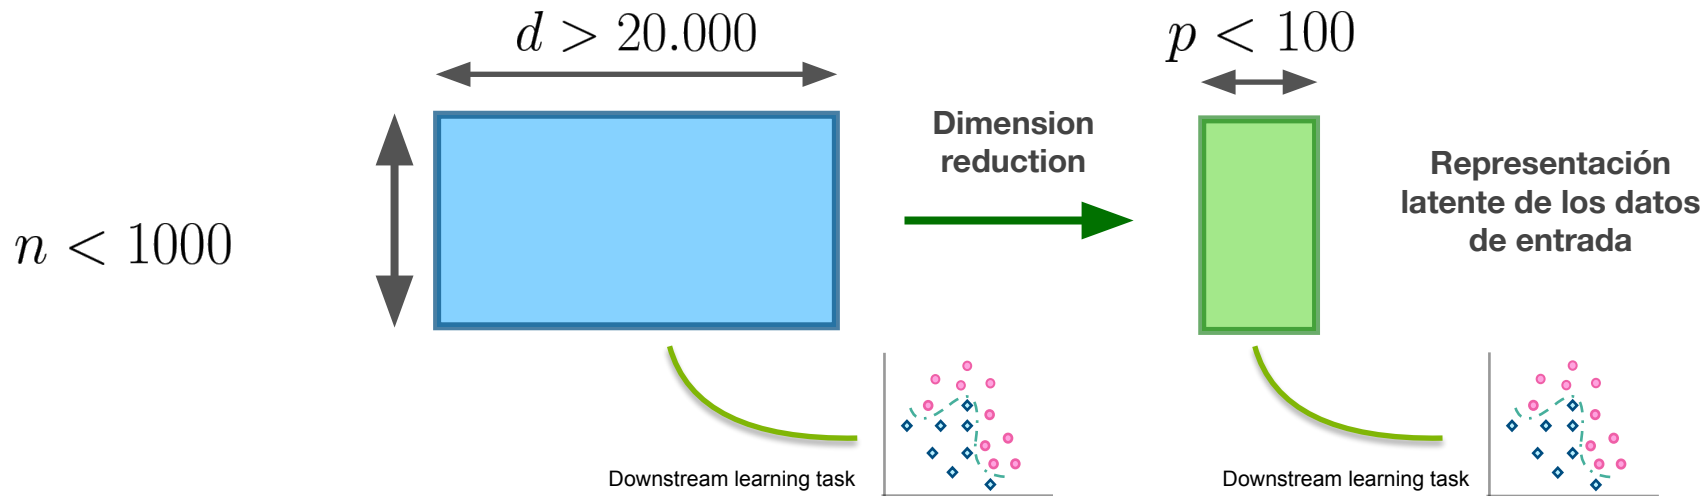 d > 20.000
p < 100
Dimension
reduction
Representación
latente de los datos
de entrada
n < 1000
Downstream learning task
Downstream learning task